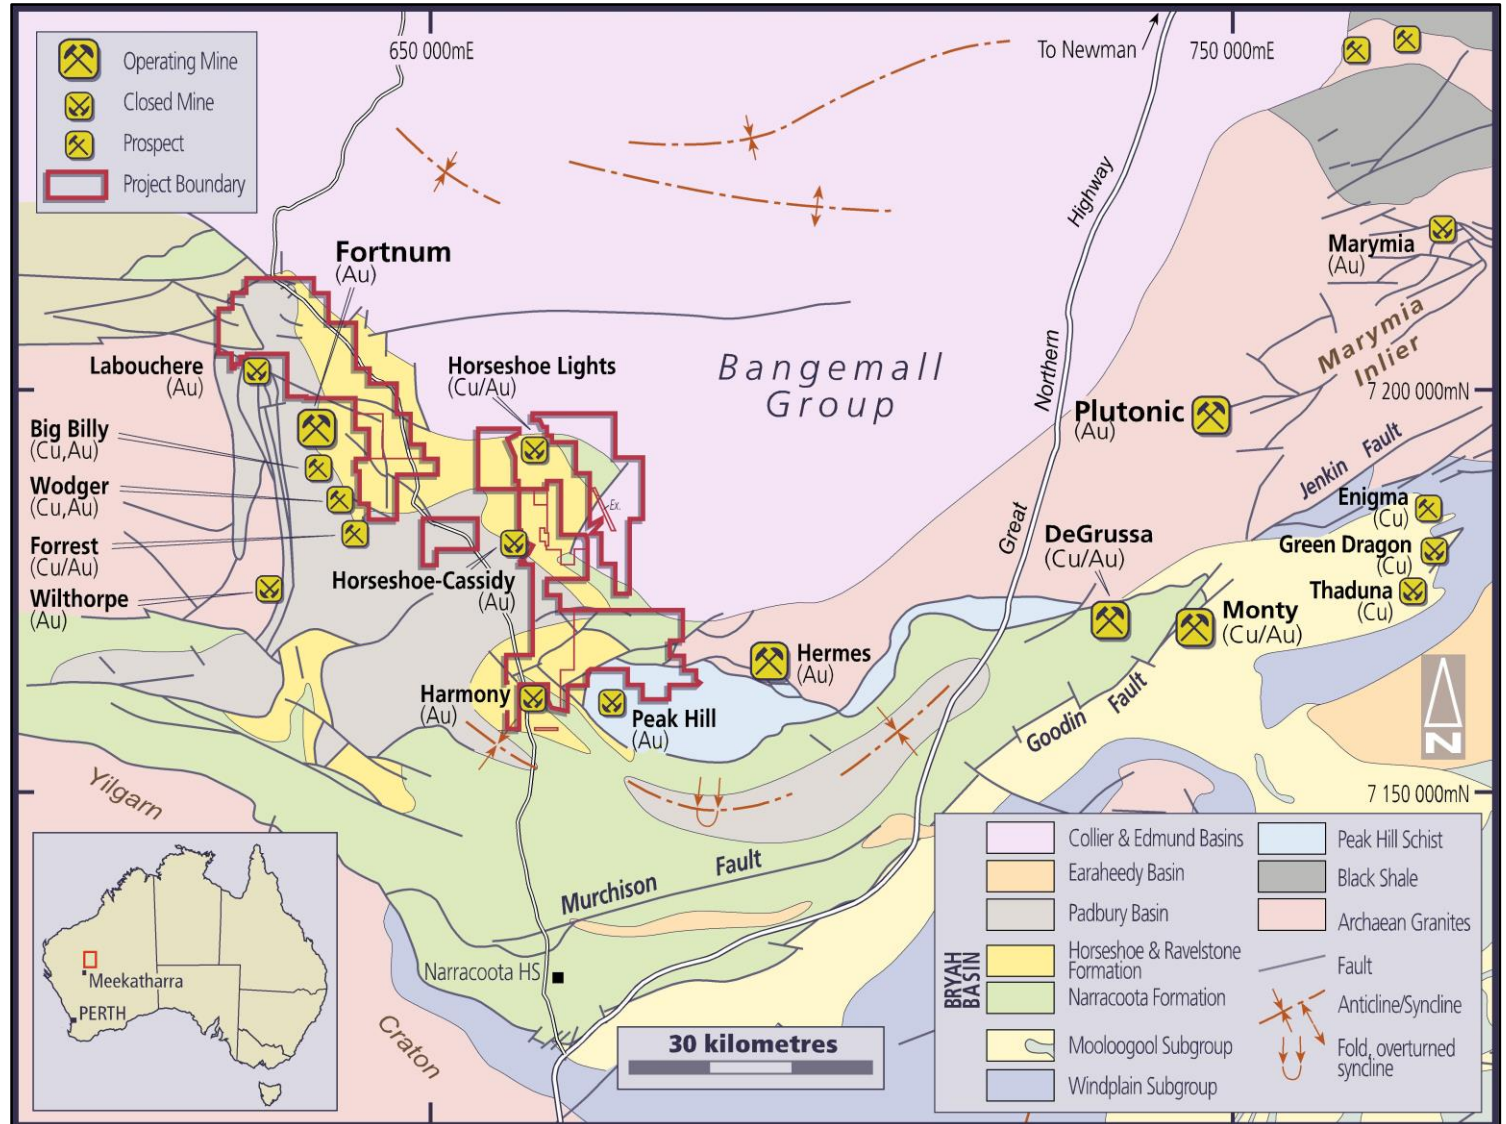 Operating Mine
Closed Mine
Prospect
Project Boundary
650 000mE
To Newman
750 000mE
Highway
Northern
Great
Fortnum
(Au)
Marymia
(Au)
Marymia
Inlier
Labouchere
(Au)
Horseshoe Lights
(Cu/Au)
Bangemall
Group
7 200 000mN
Plutonic
(Au)
Big Billy
(Cu,Au)
Wodger
(Cu,Au)
Forrest
(Cu/Au)
Wilthorpe
(Au)
Ex.
Jenkin Fault
Enigma
(Cu)
Green Dragon
(Cu)
Thaduna
(Cu)
DeGrussa
(Cu/Au)
Monty
(Cu/Au)
Horseshoe-Cassidy
(Au)
Hermes
(Au)
Harmony
(Au)
Peak Hill
(Au)
Goodin Fault
N
7 150 000mN
Yilgarn
Craton
Murchison Fault
Narracoota HS
Meekatharra
PERTH
30 kilometres
Collier & Edmund Basins
Earaheedy Basin
Padbury Basin
BRYAH
BASIN
Horseshoe & Ravelstone
Formation
Narracoota Formation
Mooloogool Subgroup
Windplain Subgroup
Peak Hill Schist
Black Shale
Archaean Granites
Fault
Anticline/Syncline
Fold, overturned
syncline